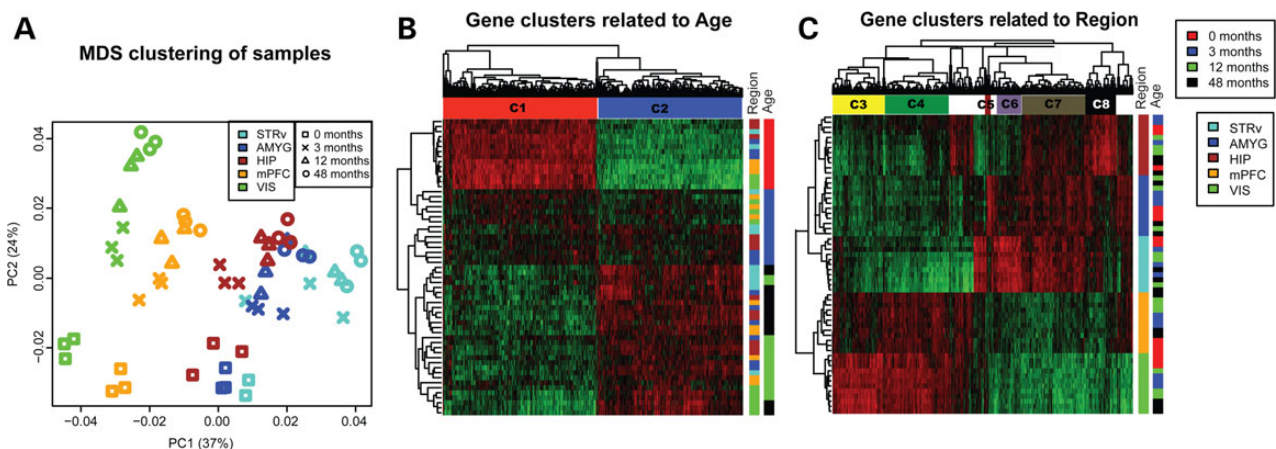 A
MDS clustering of samples
PC2 (24%)
0.04
0.02
0.00
−0.02
−0.04 −0.02 0.00 0.02 0.04
PC1 (37%)
STRv
AMYG
HIP
mPFC
VIS
0 months
3 months
12 months
48 months
B
Gene clusters related to Age
C1 C2
Region
Age
C
Gene clusters related to Region
C3 C4 C5 C6 C7 C8
Region
Age
0 months
3 months
12 months
48 months
STRv
AMYG
HIP
mPFC
VIS